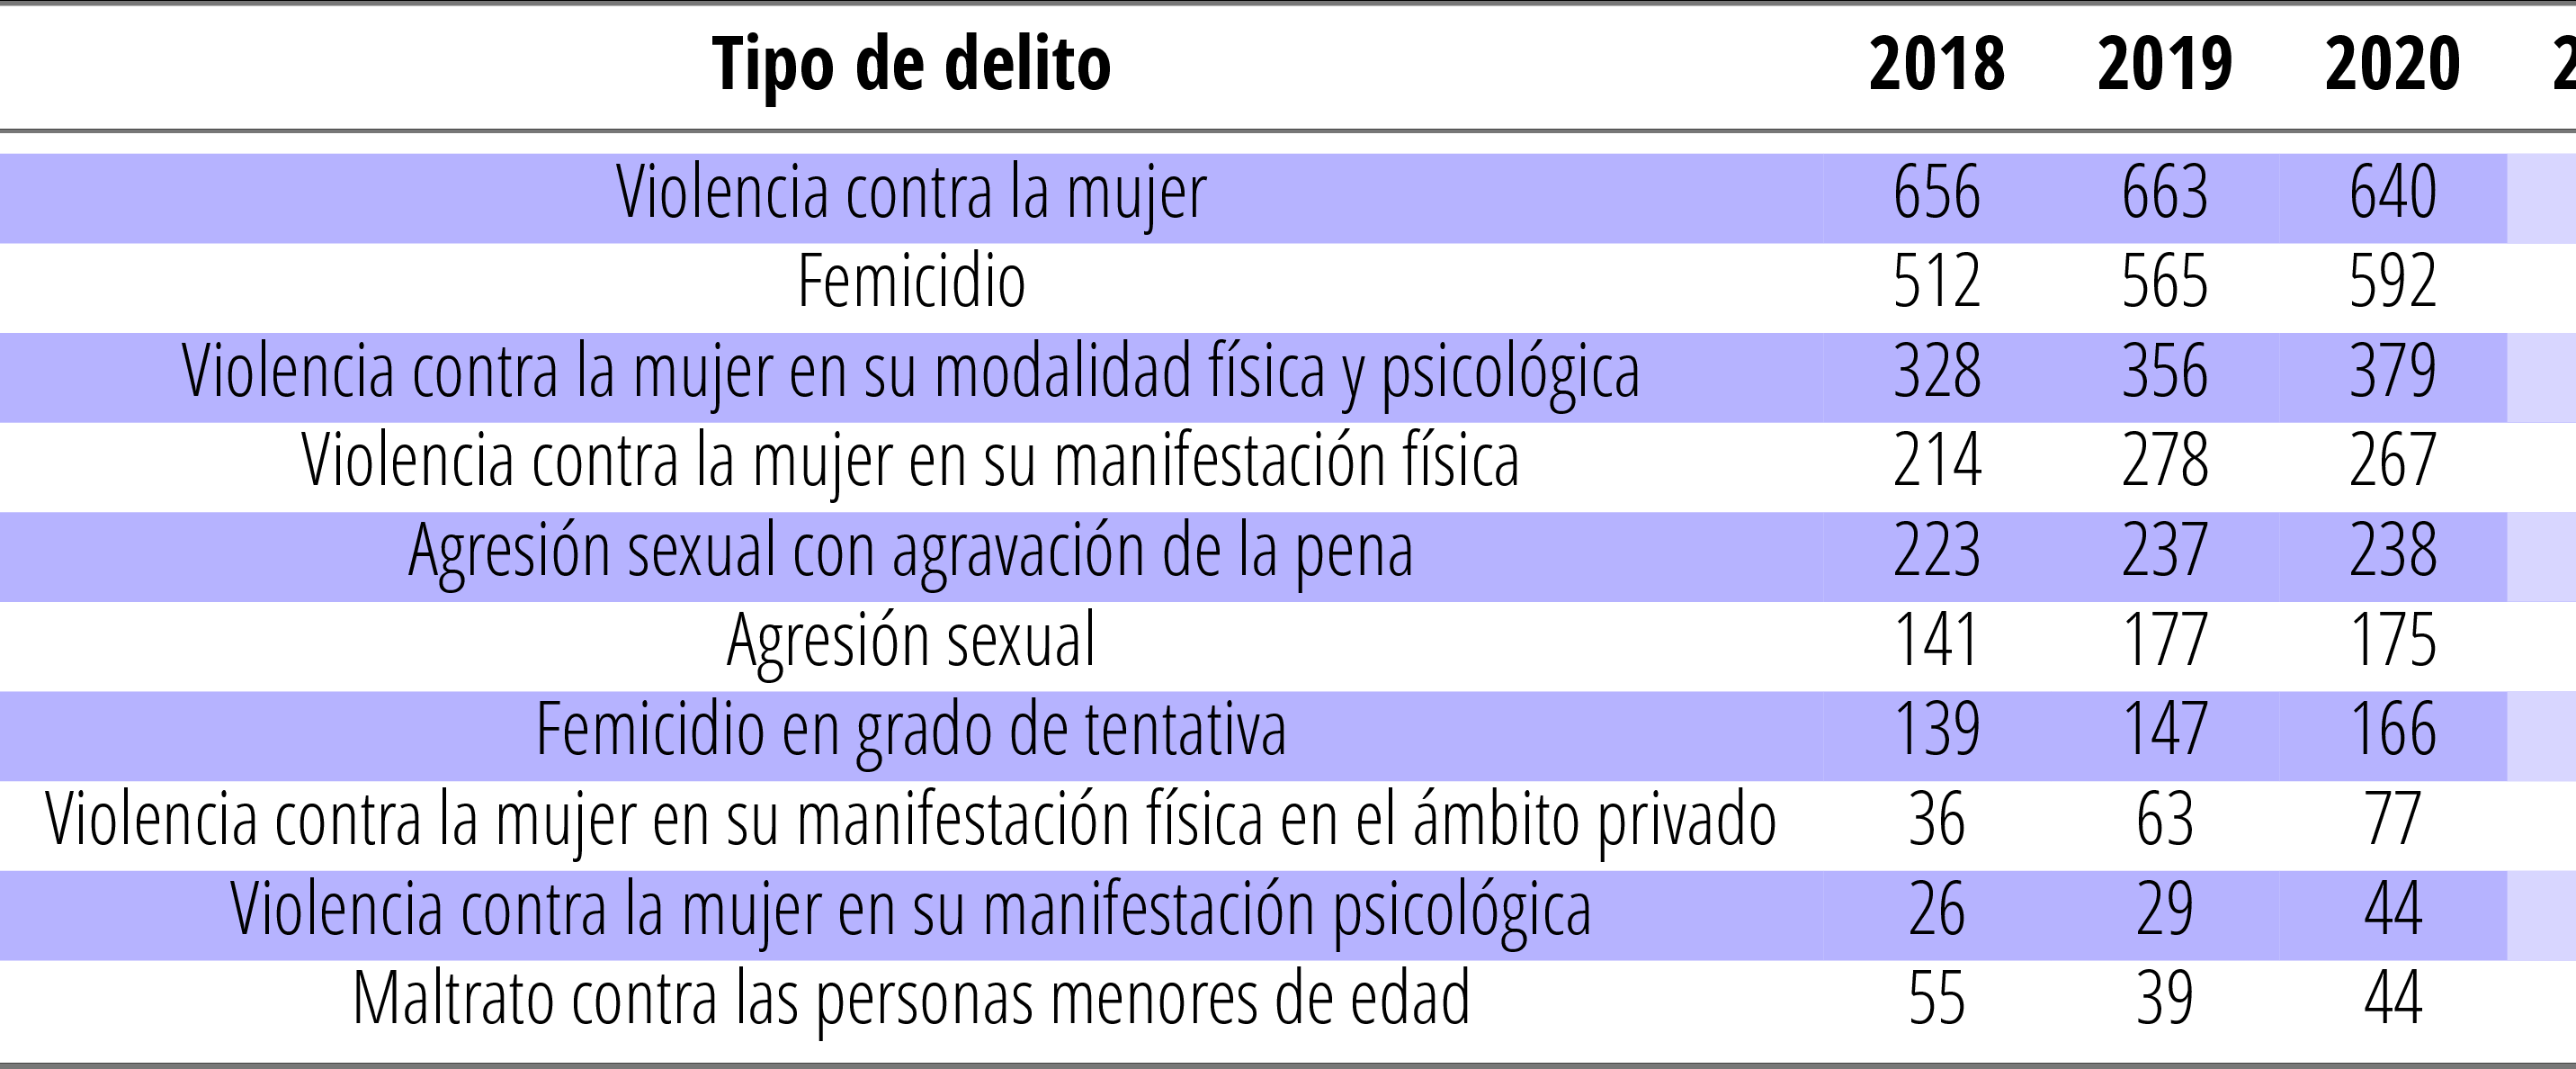 Tipo de delito 2018 2019 2020 2
Violencia contra la mujer 656 663 640
Femicidio 512 565 592
Violencia contra la mujer en su modalidad física y psicológica 328 356 379
Violencia contra la mujer en su manifestación física 214 278 267
Agresión sexual con agravación de la pena 223 237 238
Agresión sexual 141 177 175
Femicidio en grado de tentativa 139 147 166
Violencia contra la mujer en su manifestación física en el ámbito privado 36 63 77
Violencia contra la mujer en su manifestación psicológica 26 29 44
Maltrato contra las personas menores de edad 55 39 44